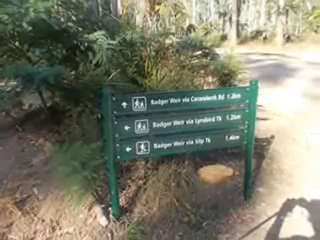 Badger Weir via Coranderrk Rd 1.2km
Badger Weir via Lyrebird Tk 1.2km
Badger Weir via Slip Tk 1.4km